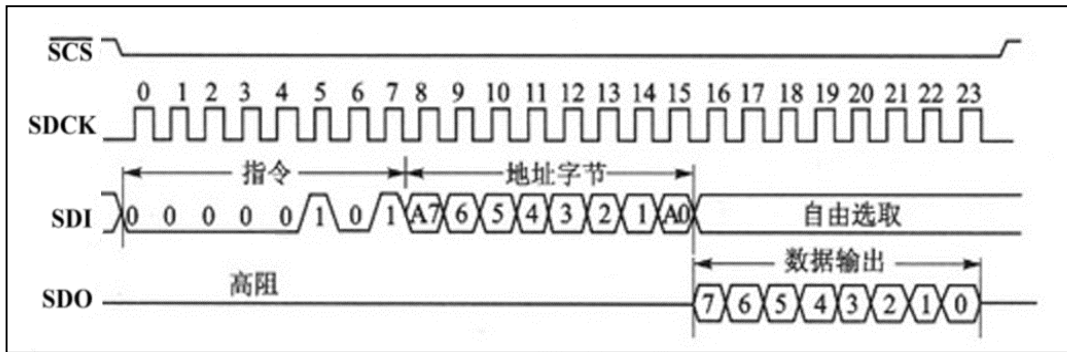 SCS
0 1 2 3 4 5 6 7 8 9 10 11 12 13 14 15 16 17 18 19 20 21 22 23
SDCK
指令 地址字节
SDI 0 0 0 0 0 1 0 1 A7 6 5 4 3 2 1 A0 自由选取
数据输出
高阻
SDO 7 6 5 4 3 2 1 0